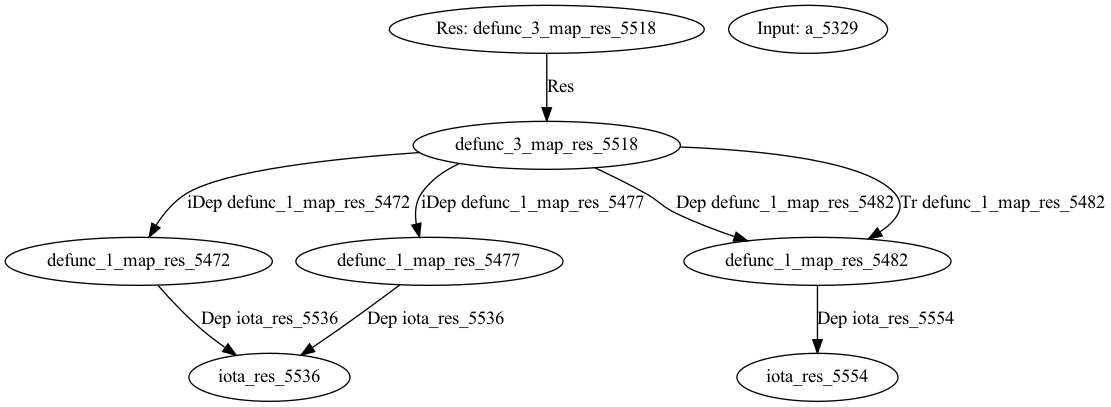 Res: defunc_3_map_res_5518
Input: a_5329
Res
defunc_3_map_res_5518
iDep defunc_1_map_res_5472
iDep defunc_1_map_res_5477
Dep defunc_1_map_res_5482
Tr defunc_1_map_res_5482
defunc_1_map_res_5472
defunc_1_map_res_5477
defunc_1_map_res_5482
Dep iota_res_5536
Dep iota_res_5536
Dep iota_res_5554
iota_res_5536
iota_res_5554